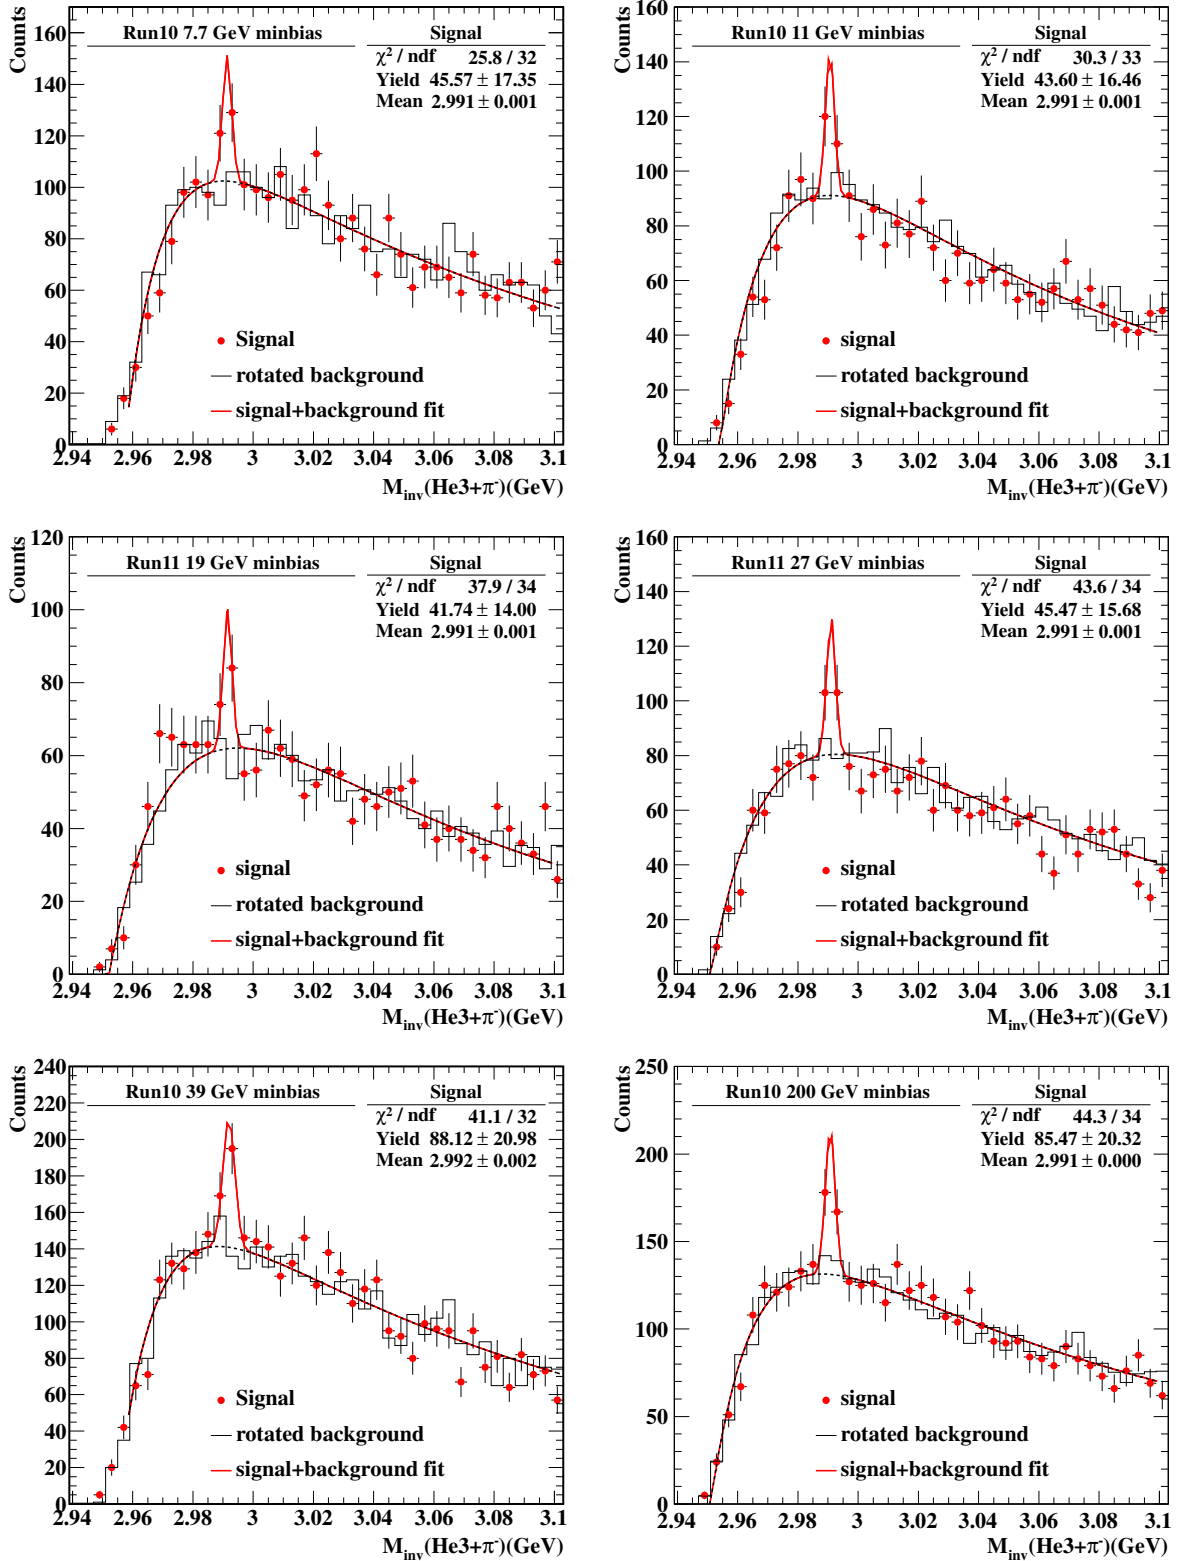 Counts
160
140
120
100
80
60
40
20
0
Run10 7.7 GeV minbias
Signal
χ² / ndf 25.8 / 32
Yield 45.57 ± 17.35
Mean 2.991 ± 0.001
Signal
rotated background
signal+background fit
2.94 2.96 2.98 3 3.02 3.04 3.06 3.08 3.1
M_inv(He3+π⁻)(GeV)
Counts
160
140
120
100
80
60
40
20
0
Run10 11 GeV minbias
Signal
χ² / ndf 30.3 / 33
Yield 43.60 ± 16.46
Mean 2.991 ± 0.001
signal
rotated background
signal+background fit
2.94 2.96 2.98 3 3.02 3.04 3.06 3.08 3.1
M_inv(He3+π⁻)(GeV)
Counts
120
100
80
60
40
20
0
Run11 19 GeV minbias
Signal
χ² / ndf 37.9 / 34
Yield 41.74 ± 14.00
Mean 2.991 ± 0.001
signal
rotated background
signal+background fit
2.94 2.96 2.98 3 3.02 3.04 3.06 3.08 3.1
M_inv(He3+π⁻)(GeV)
Counts
160
140
120
100
80
60
40
20
0
Run11 27 GeV minbias
Signal
χ² / ndf 43.6 / 34
Yield 45.47 ± 15.68
Mean 2.991 ± 0.001
signal
rotated background
signal+background fit
2.94 2.96 2.98 3 3.02 3.04 3.06 3.08 3.1
M_inv(He3+π⁻)(GeV)
Counts
240
220
200
180
160
140
120
100
80
60
40
20
0
Run10 39 GeV minbias
Signal
χ² / ndf 41.1 / 32
Yield 88.12 ± 20.98
Mean 2.992 ± 0.002
Signal
rotated background
signal+background fit
2.94 2.96 2.98 3 3.02 3.04 3.06 3.08 3.1
M_inv(He3+π⁻)(GeV)
Counts
250
200
150
100
50
0
Run10 200 GeV minbias
Signal
χ² / ndf 44.3 / 34
Yield 85.47 ± 20.32
Mean 2.991 ± 0.000
signal
rotated background
signal+background fit
2.94 2.96 2.98 3 3.02 3.04 3.06 3.08 3.1
M_inv(He3+π⁻)(GeV)